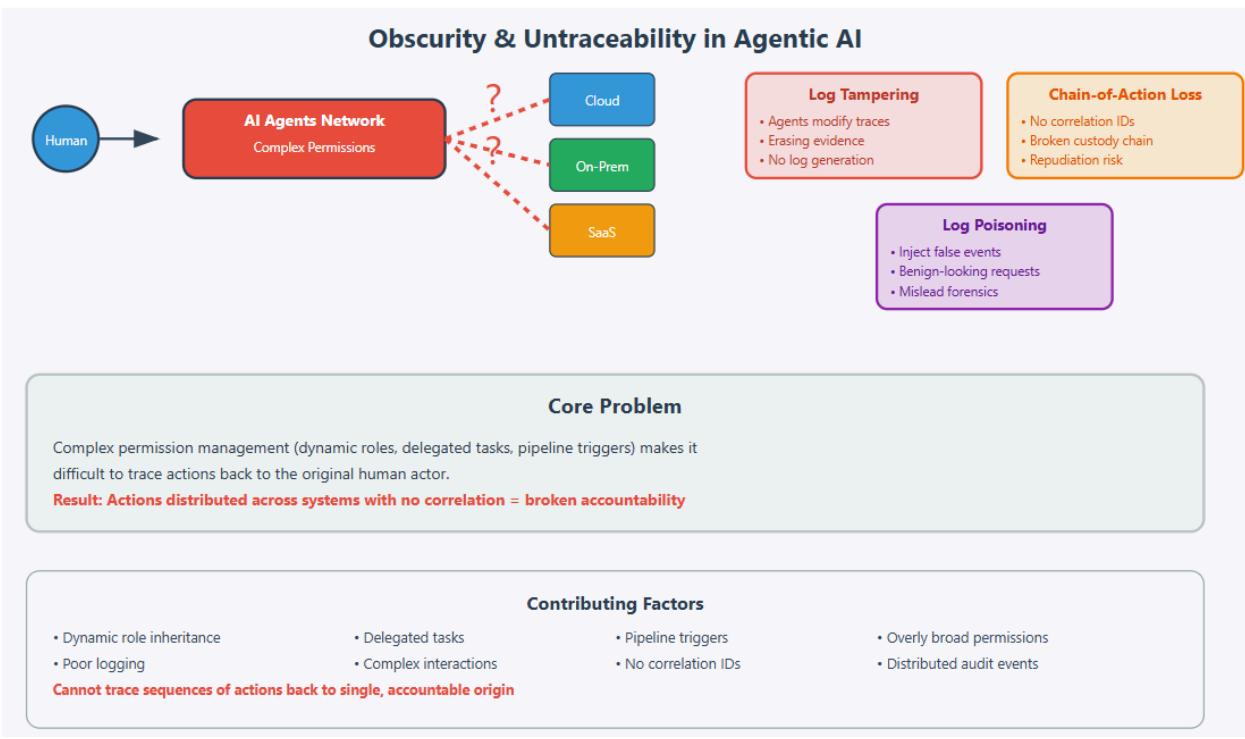 Obscurity & Untraceability in Agentic AI
Human
AI Agents Network
Complex Permissions
?
?
Cloud
On-Prem
SaaS
Log Tampering
• Agents modify traces
• Erasing evidence
• No log generation
Chain-of-Action Loss
• No correlation IDs
• Broken custody chain
• Repudiation risk
Log Poisoning
• Inject false events
• Benign-looking requests
• Mislead forensics
Core Problem
Complex permission management (dynamic roles, delegated tasks, pipeline triggers) makes it
difficult to trace actions back to the original human actor.
Result: Actions distributed across systems with no correlation = broken accountability
Contributing Factors
• Dynamic role inheritance
• Delegated tasks
• Pipeline triggers
• Overly broad permissions
• Poor logging
• Complex interactions
• No correlation IDs
• Distributed audit events
Cannot trace sequences of actions back to single, accountable origin